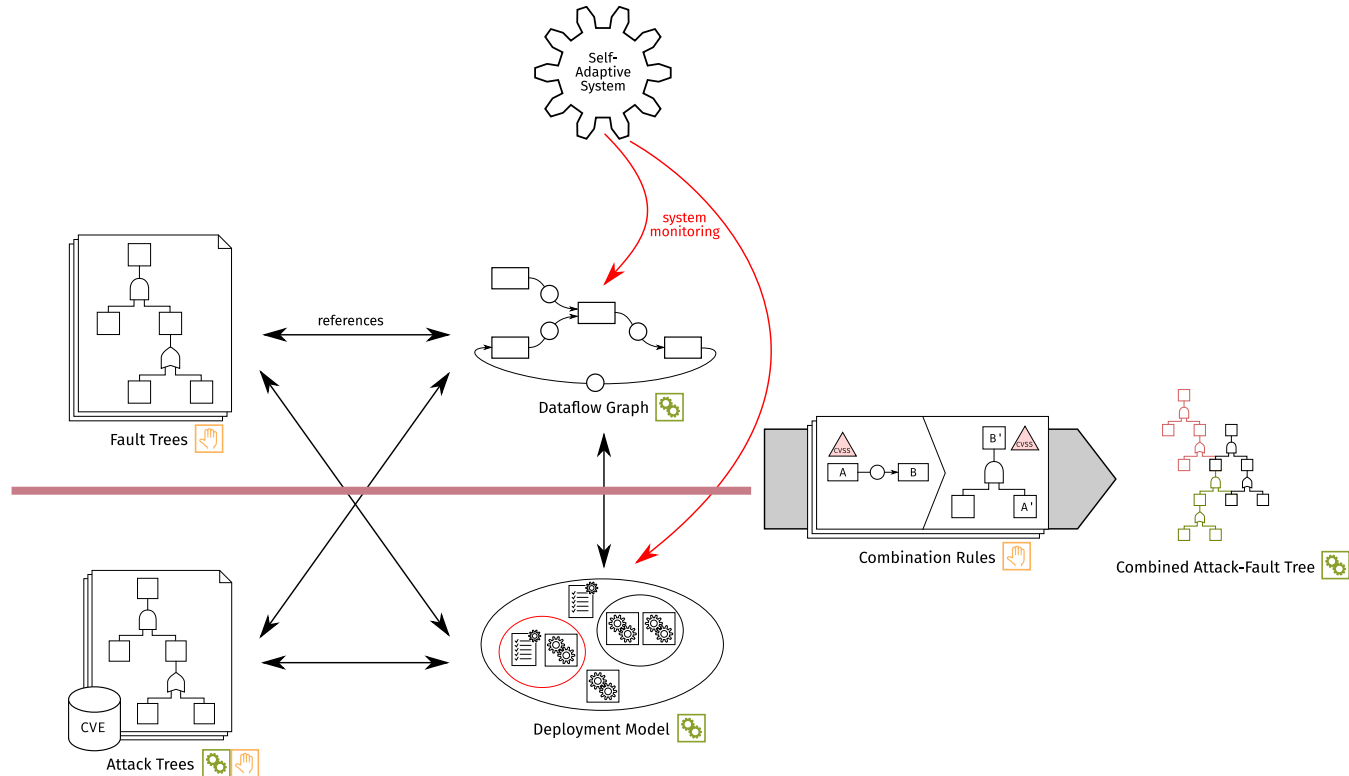 Self-
Adaptive
System
system
monitoring
references
Dataflow Graph
Fault Trees
CVSS
CVSS
A
B
B'
A'
Combination Rules
Combined Attack-Fault Tree
CVE
Attack Trees
Deployment Model